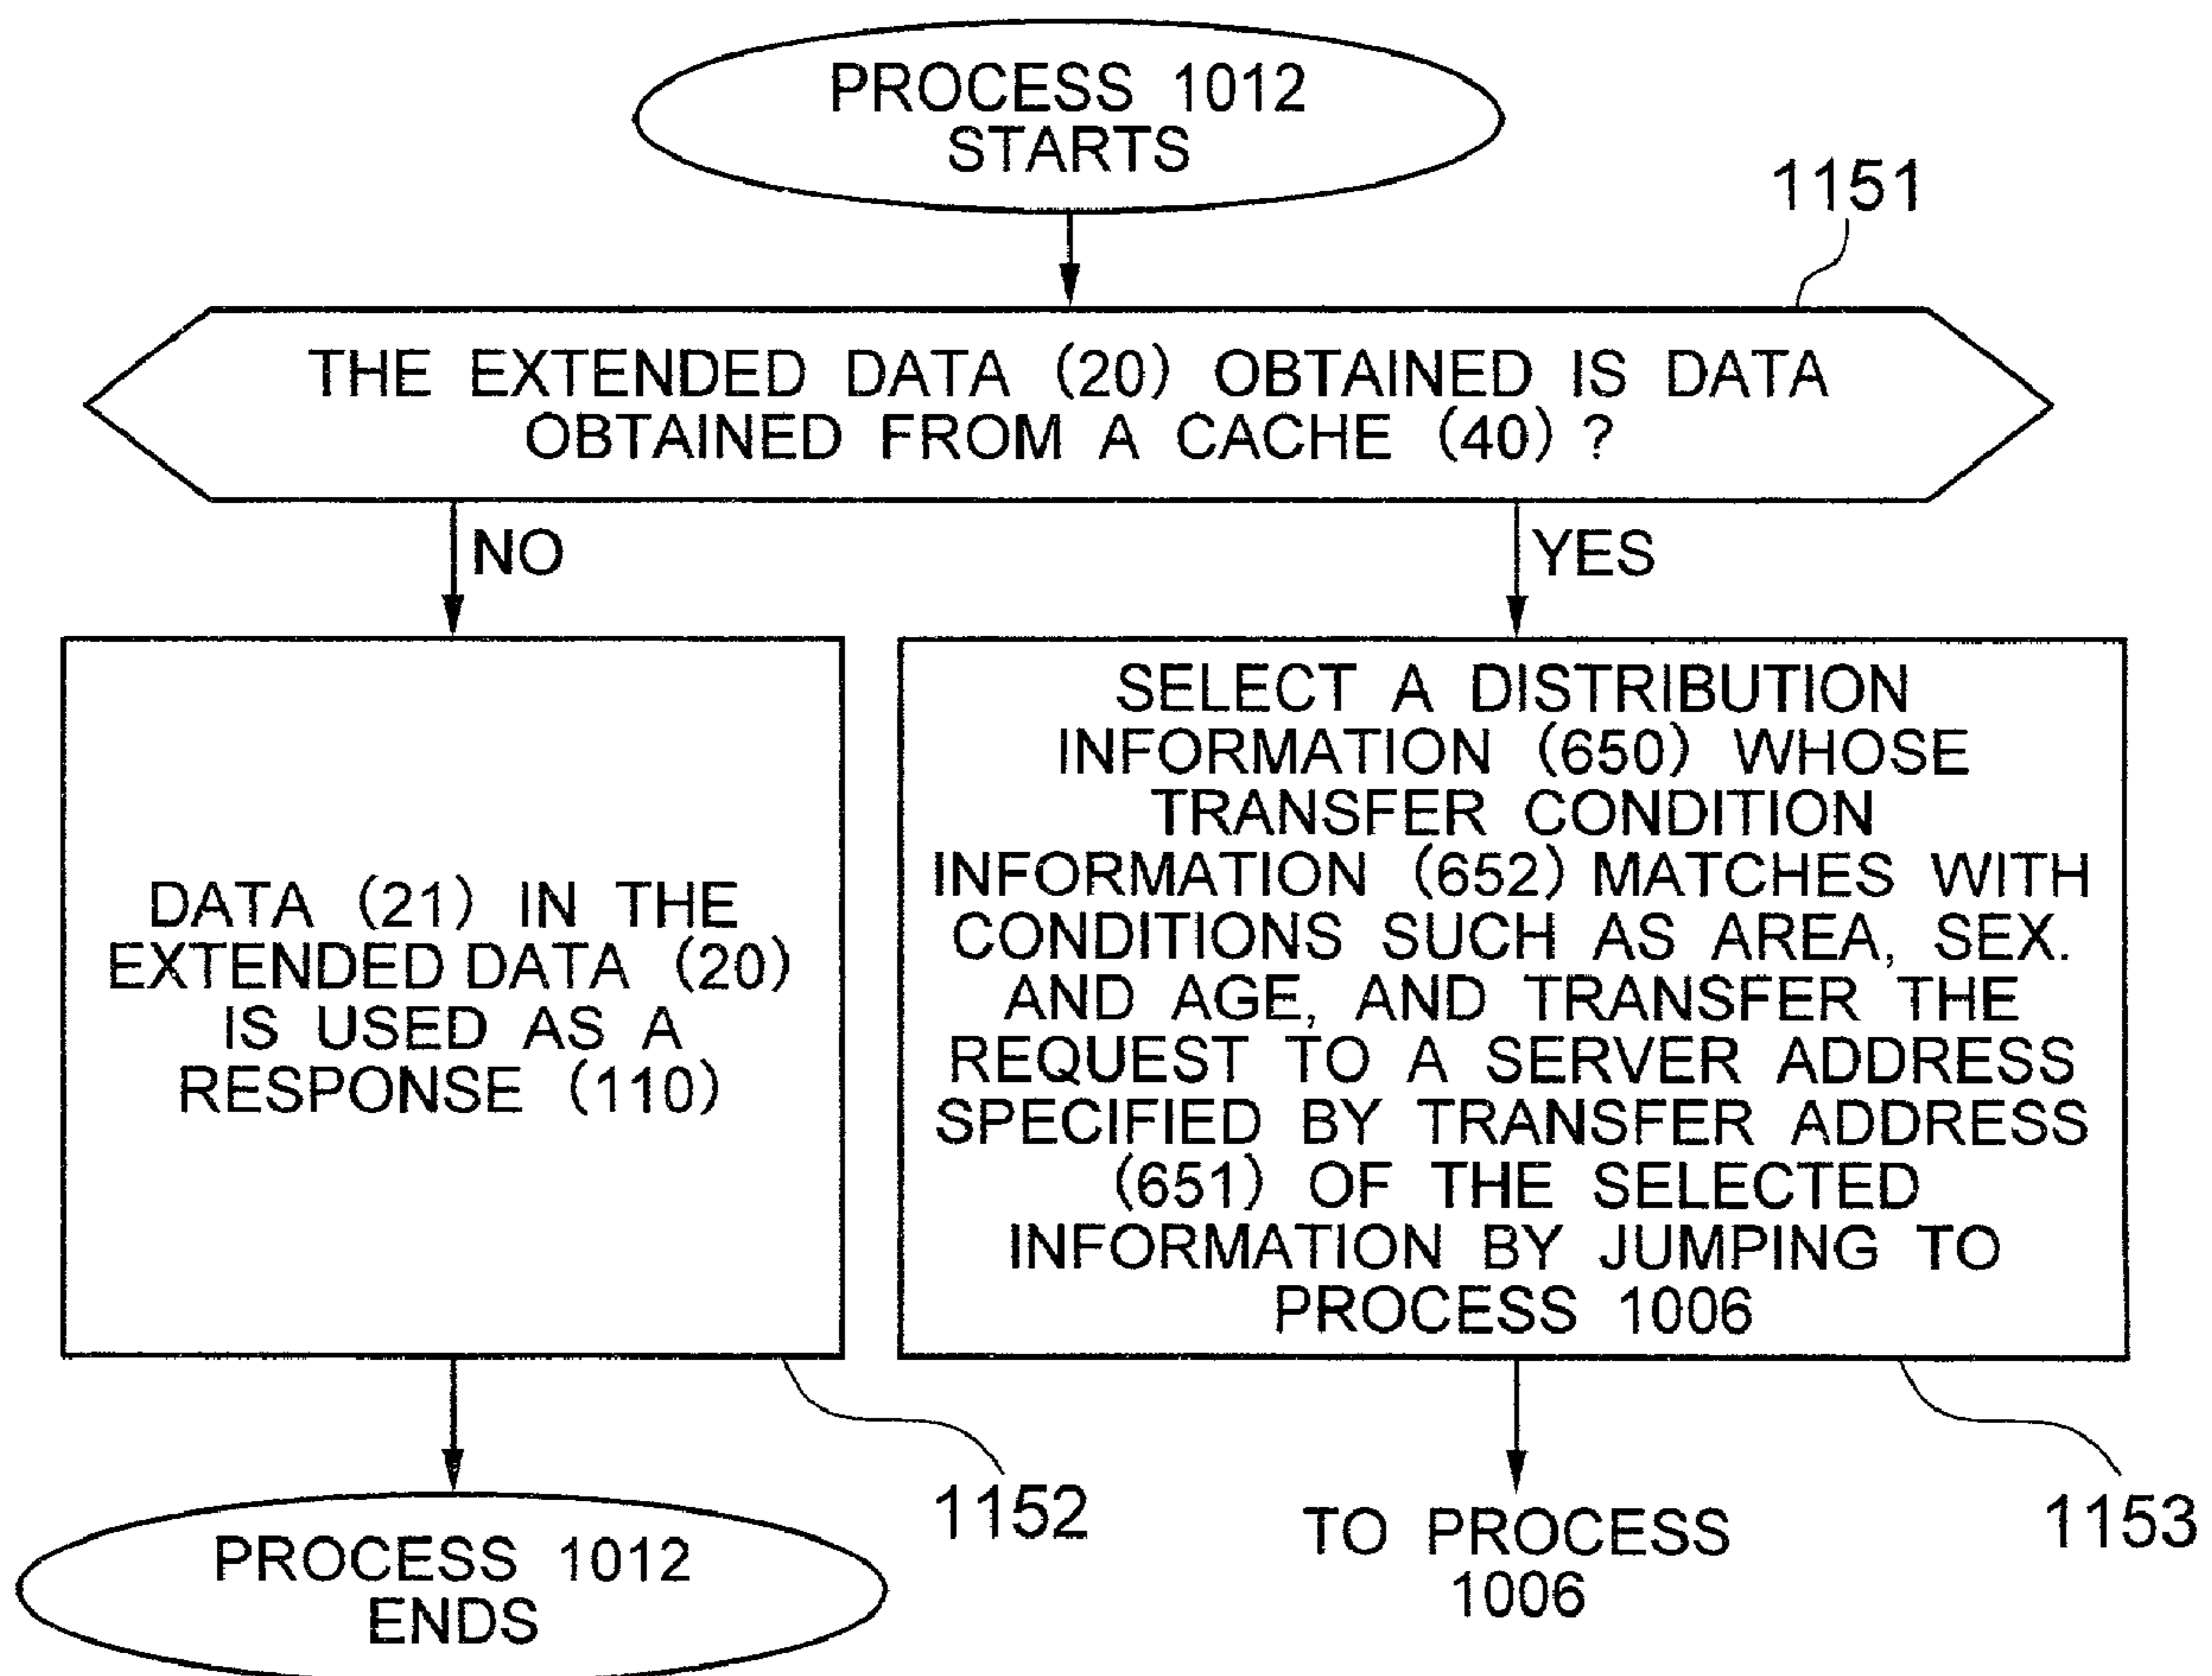 PROCESS 1012
STARTS
1151
THE EXTENDED DATA (20) OBTAINED IS DATA
OBTAINED FROM A CACHE (40) ?
NO
YES
DATA (21) IN THE
EXTENDED DATA (20)
IS USED AS A
RESPONSE (110)
SELECT A DISTRIBUTION
INFORMATION (650) WHOSE
TRANSFER CONDITION
INFORMATION (652) MATCHES WITH
CONDITIONS SUCH AS AREA, SEX.
AND AGE, AND TRANSFER THE
REQUEST TO A SERVER ADDRESS
SPECIFIED BY TRANSFER ADDRESS
(651) OF THE SELECTED
INFORMATION BY JUMPING TO
PROCESS 1006
1152
1153
PROCESS 1012
ENDS
TO PROCESS
1006